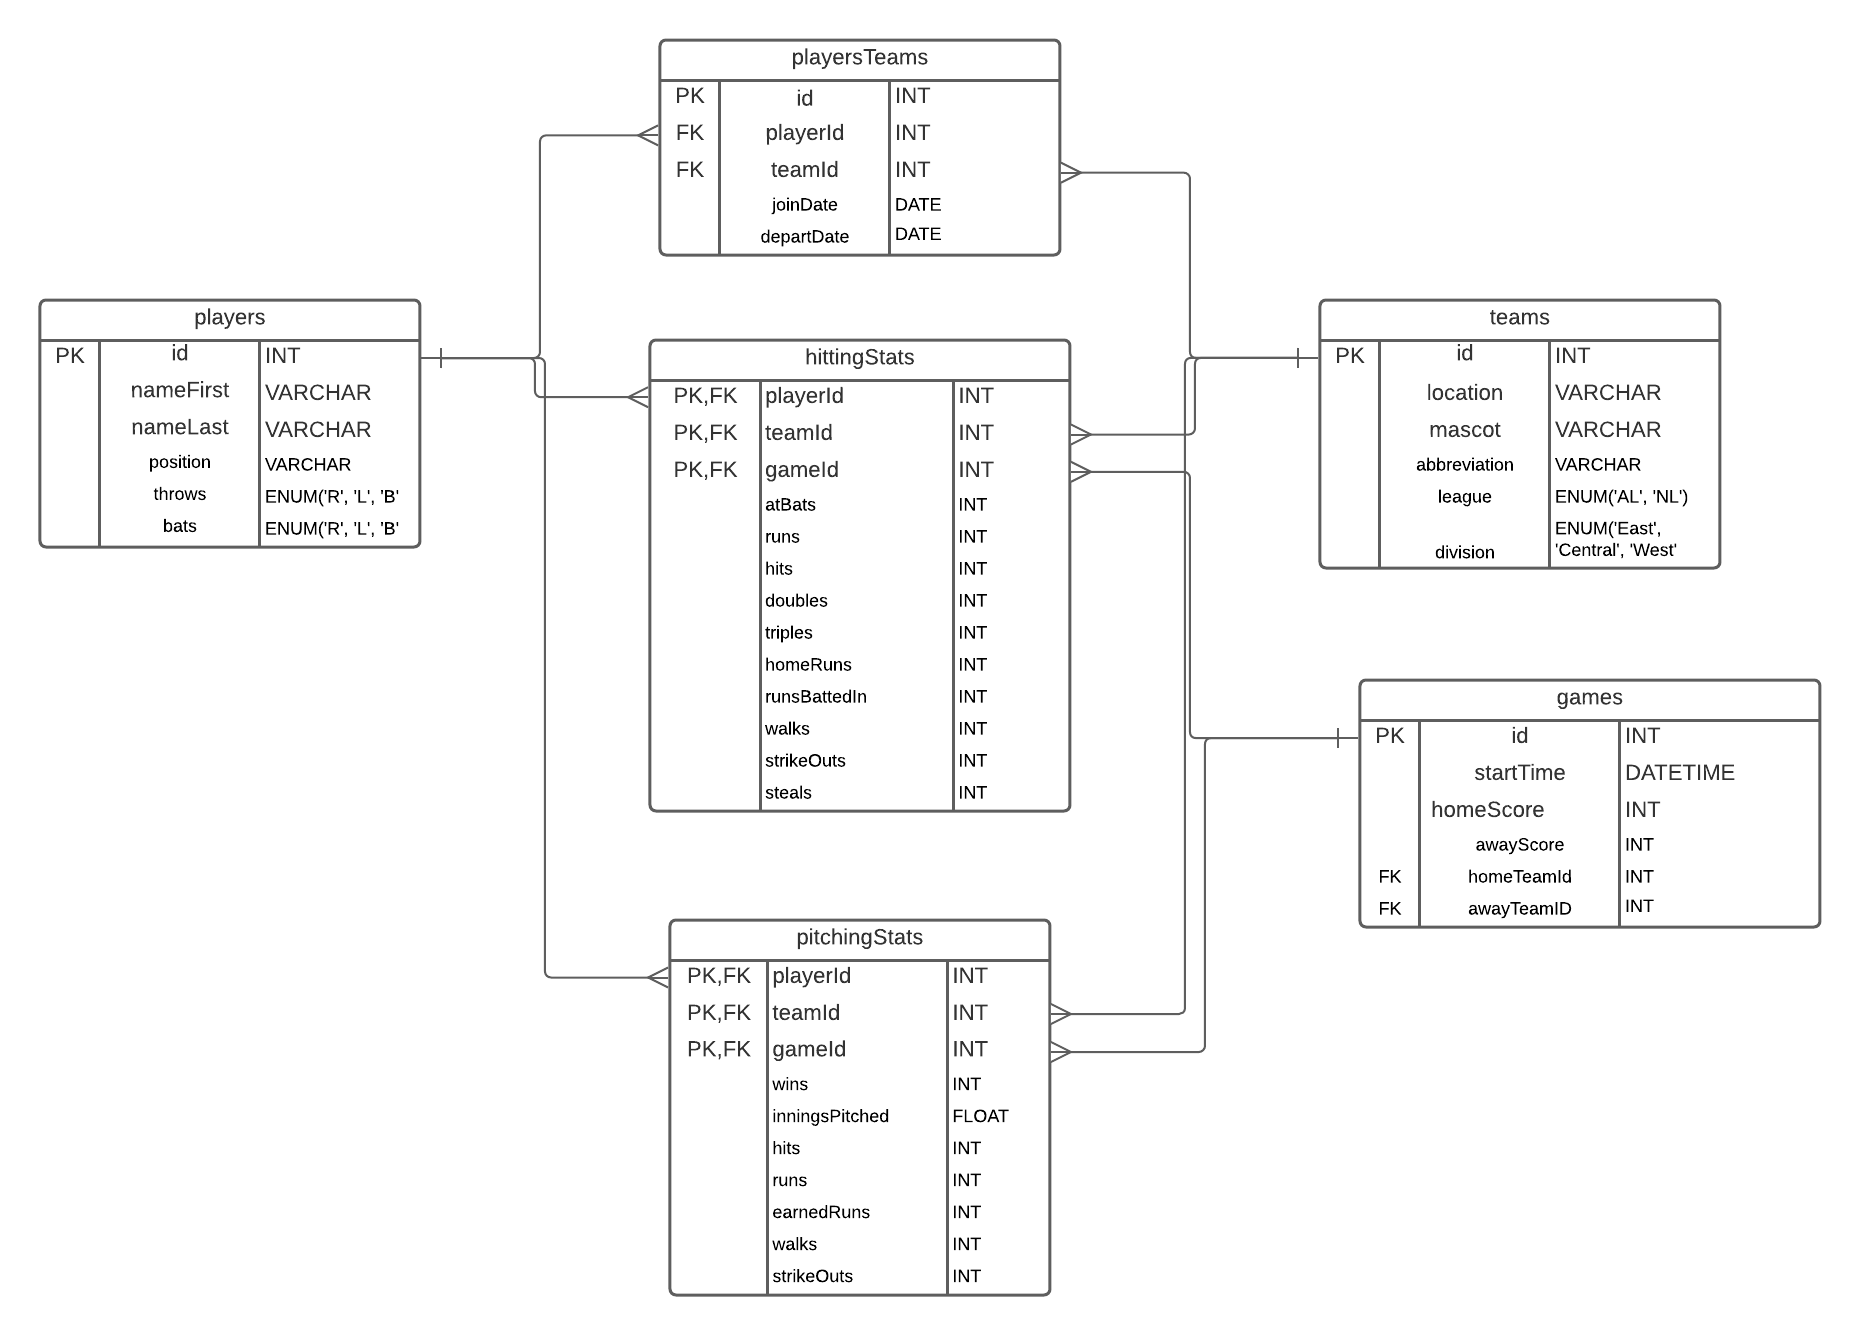 playersTeams
PK id INT
FK playerId INT
FK teamId INT
joinDate DATE
departDate DATE
players
PK id INT
nameFirst VARCHAR
nameLast VARCHAR
position VARCHAR
throws ENUM('R', 'L', 'B'
bats ENUM('R', 'L', 'B'
hittingStats
PK,FK playerId INT
PK,FK teamId INT
PK,FK gameId INT
atBats INT
runs INT
hits INT
doubles INT
triples INT
homeRuns INT
runsBattedIn INT
walks INT
strikeOuts INT
steals INT
teams
PK id INT
location VARCHAR
mascot VARCHAR
abbreviation VARCHAR
league ENUM('AL', 'NL')
ENUM('East',
division 'Central', 'West'
games
PK id INT
startTime DATETIME
homeScore INT
awayScore INT
FK homeTeamId INT
FK awayTeamID INT
pitchingStats
PK,FK playerId INT
PK,FK teamId INT
PK,FK gameId INT
wins INT
inningsPitched FLOAT
hits INT
runs INT
earnedRuns INT
walks INT
strikeOuts INT